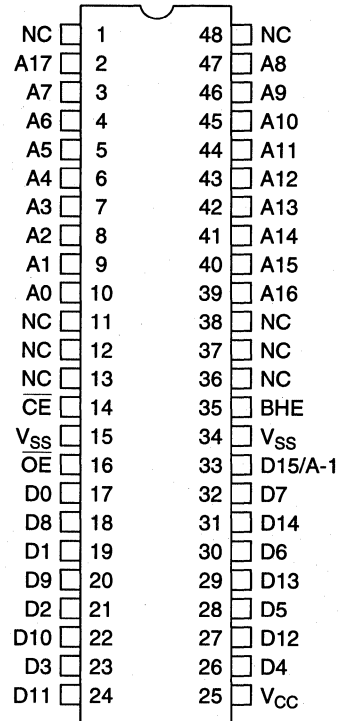 NC 1 48 NC
A17 2 47 A8
A7 3 46 A9
A6 4 45 A10
A5 5 44 A11
A4 6 43 A12
A3 7 42 A13
A2 8 41 A14
A1 9 40 A15
A0 10 39 A16
NC 11 38 NC
NC 12 37 NC
NC 13 36 NC
C̅E̅ 14 35 BHE
VSS 15 34 VSS
O̅E̅ 16 33 D15/A-1
D0 17 32 D7
D8 18 31 D14
D1 19 30 D6
D9 20 29 D13
D2 21 28 D5
D10 22 27 D12
D3 23 26 D4
D11 24 25 VCC